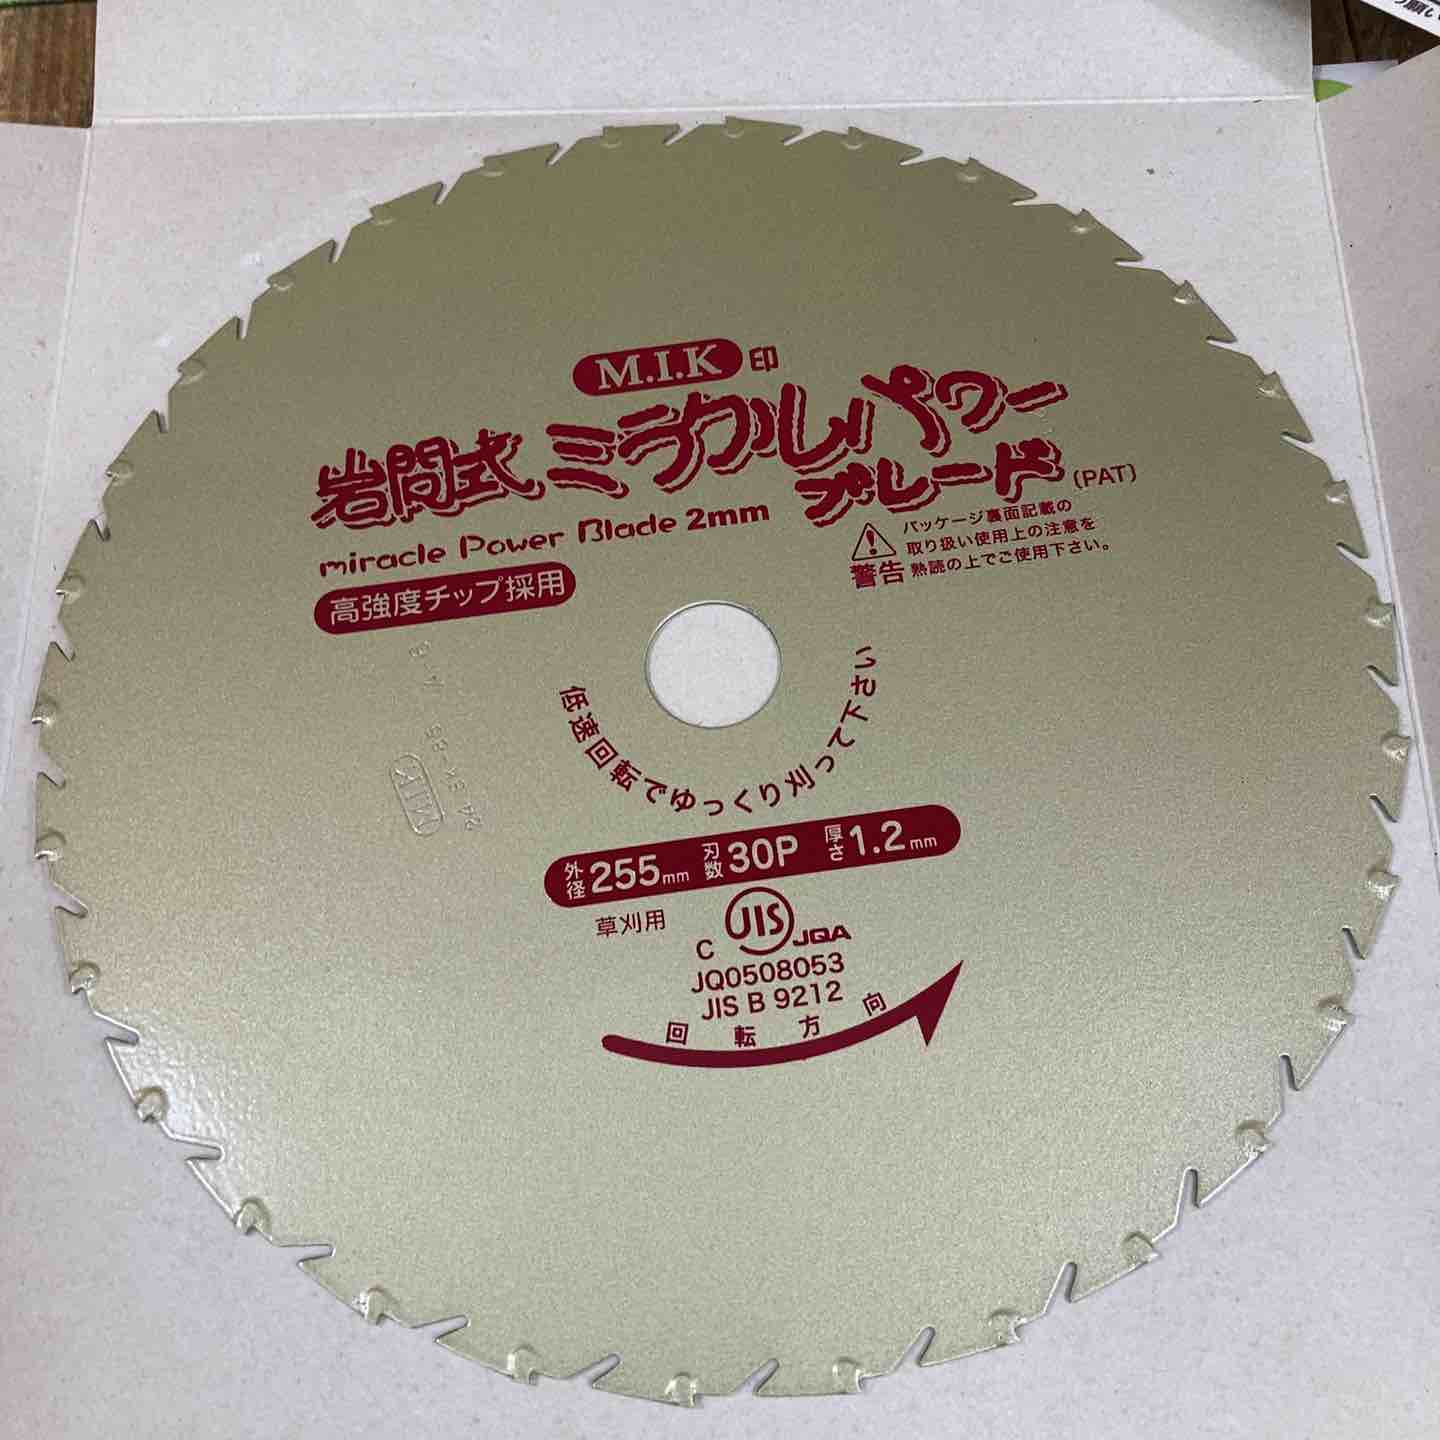 M.I.K印
岩間式 ミラクルパワー
ブレード (PAT)
miracle Power Blade 2mm
高強度チップ採用
警告
パッケージ裏面記載の
取り扱い使用上の注意を
熟読の上でご使用下さい。
低速回転でゆっくり刈って下さい
MIK
外径255mm 刃数30P 厚さ1.2mm
草刈用
C JIS JQA
JQ0508053
JIS B 9212
回転方向